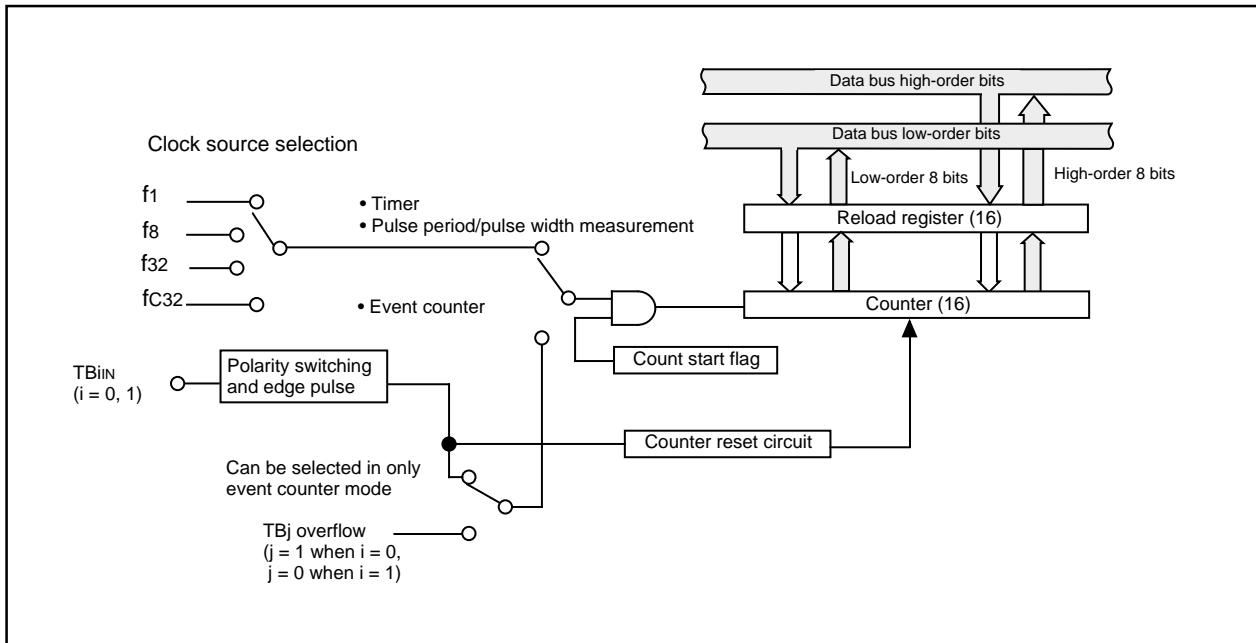 Data bus high-order bits
Data bus low-order bits
Clock source selection
Low-order 8 bits
High-order 8 bits
f1
• Timer
• Pulse period/pulse width measurement
Reload register (16)
f8
f32
fC32
• Event counter
Counter (16)
Count start flag
TBiIN
(i = 0, 1)
Polarity switching
and edge pulse
Counter reset circuit
Can be selected in only
event counter mode
TBj overflow
(j = 1 when i = 0,
j = 0 when i = 1)